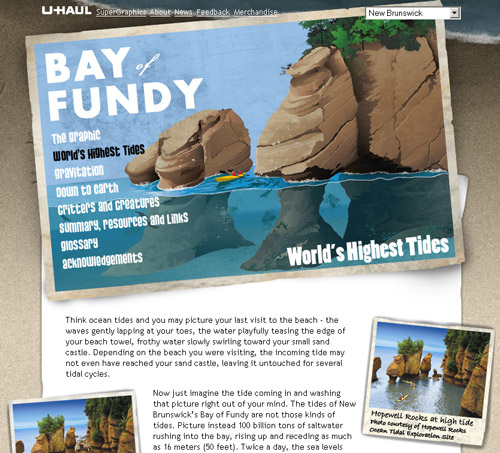 U-HAUL SuperGraphics About News Feedback Merchandise New Brunswick
BAY of
FUNDY
The graphic
World's Highest Tides
gravitation
Down to earth
Critters and Creatures
Summary, Resources and Links
Glossary
acknowledgements
World's Highest Tides
Think ocean tides and you may picture your last visit to the beach - the
waves gently lapping at your toes, the water playfully teasing the edge of
your beach towel, frothy water slowly swirling toward your small sand
castle. Depending on the beach you were visiting, the incoming tide may
not even have reached your sand castle, leaving it untouched for several
tidal cycles.
Now just imagine the tide coming in and washing
that picture right out of your mind. The tides of New
Brunswick's Bay of Fundy are not those kinds of
tides. Picture instead 100 billion tons of saltwater
rushing into the bay, rising up and receding as much
as 16 meters (50 feet). Twice a day, the sea levels
Hopewell Rocks at high tide
Photo courtesy of Hopewell Rocks
Ocean Tidal Exploration Site